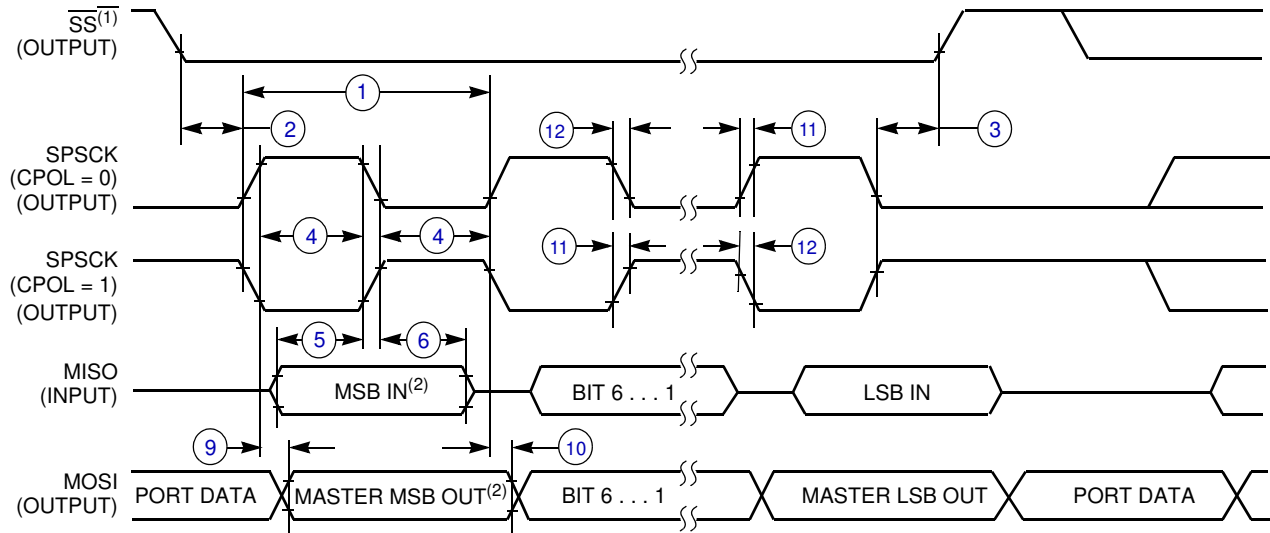 SS(1)
(OUTPUT)
1
2
12
11
3
SPSCK
(CPOL = 0)
(OUTPUT)
4
4
SPSCK
(CPOL = 1)
(OUTPUT)
11
12
5
6
MISO
(INPUT)
MSB IN(2)
BIT 6 . . . 1
LSB IN
9
10
MOSI
(OUTPUT)
PORT DATA
MASTER MSB OUT(2)
BIT 6 . . . 1
MASTER LSB OUT
PORT DATA